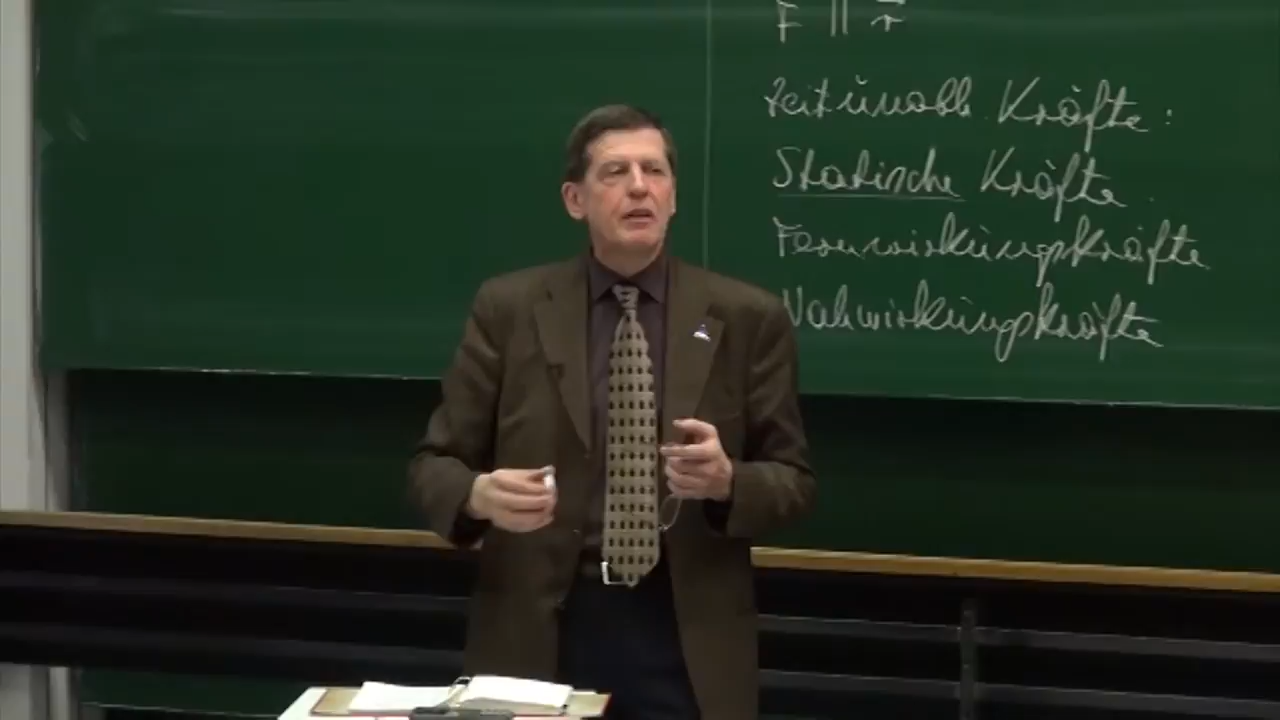 F⃗ ∥ r⃗
zeitunabh. Kräfte:
Statische Kräfte.
Fernwirkungskräfte
Nahwirkungskräfte